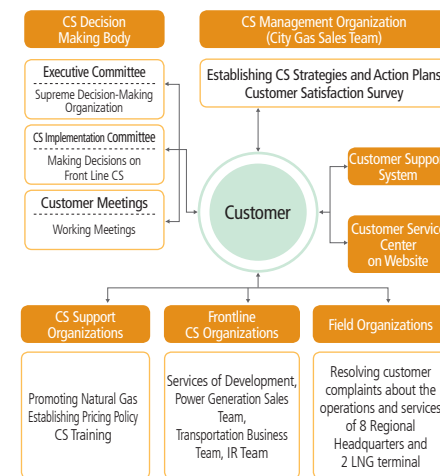 CS Decision
Making Body
CS Management Organization
(City Gas Sales Team)
Executive Committee
Supreme Decision-Making
Organization
CS Implementation Committee
Making Decisions on
Front Line CS
Customer Meetings
Working Meetings
Establishing CS Strategies and Action Plans
Customer Satisfaction Survey
Customer
Customer Support
System
Customer Service
Center
on Website
CS Support
Organizations
Frontline
CS Organizations
Field Organizations
Promoting Natural Gas
Establishing Pricing Policy
CS Training
Services of Development,
Power Generation Sales
Team,
Transportation Business
Team, IR Team
Resolving customer
complaints about the
operations and services
of 8 Regional
Headquarters and
2 LNG terminal